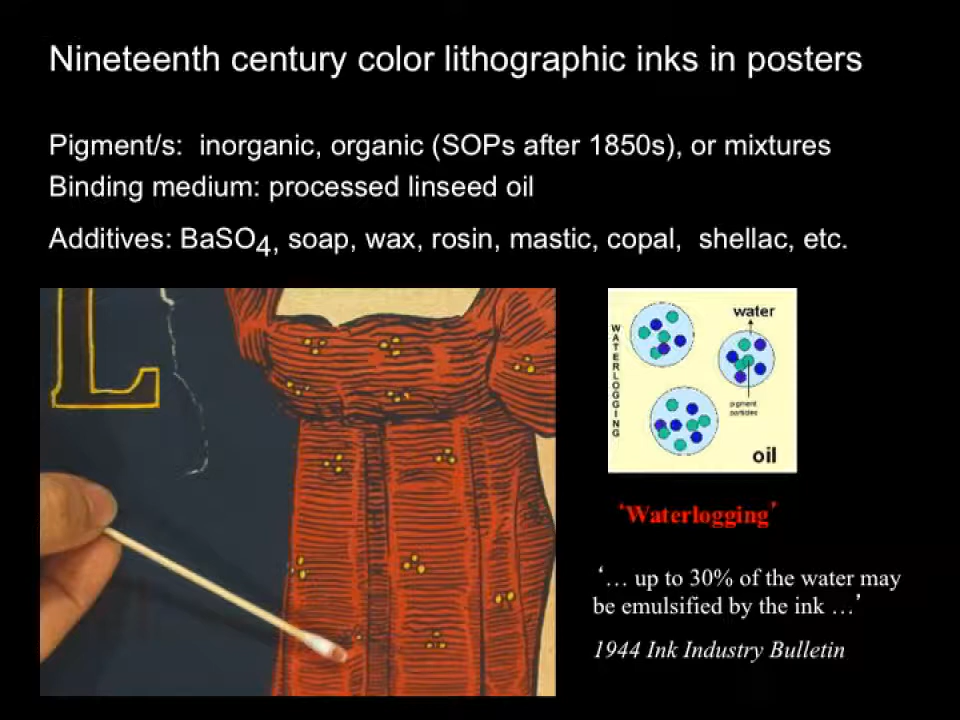 Nineteenth century color lithographic inks in posters
Pigment/s: inorganic, organic (SOPs after 1850s), or mixtures
Binding medium: processed linseed oil
Additives: BaSO4, soap, wax, rosin, mastic, copal, shellac, etc.
L
WATERLOGGING
water
pigment
particles
oil
‘Waterlogging’
‘… up to 30% of the water may
be emulsified by the ink …’
1944 Ink Industry Bulletin